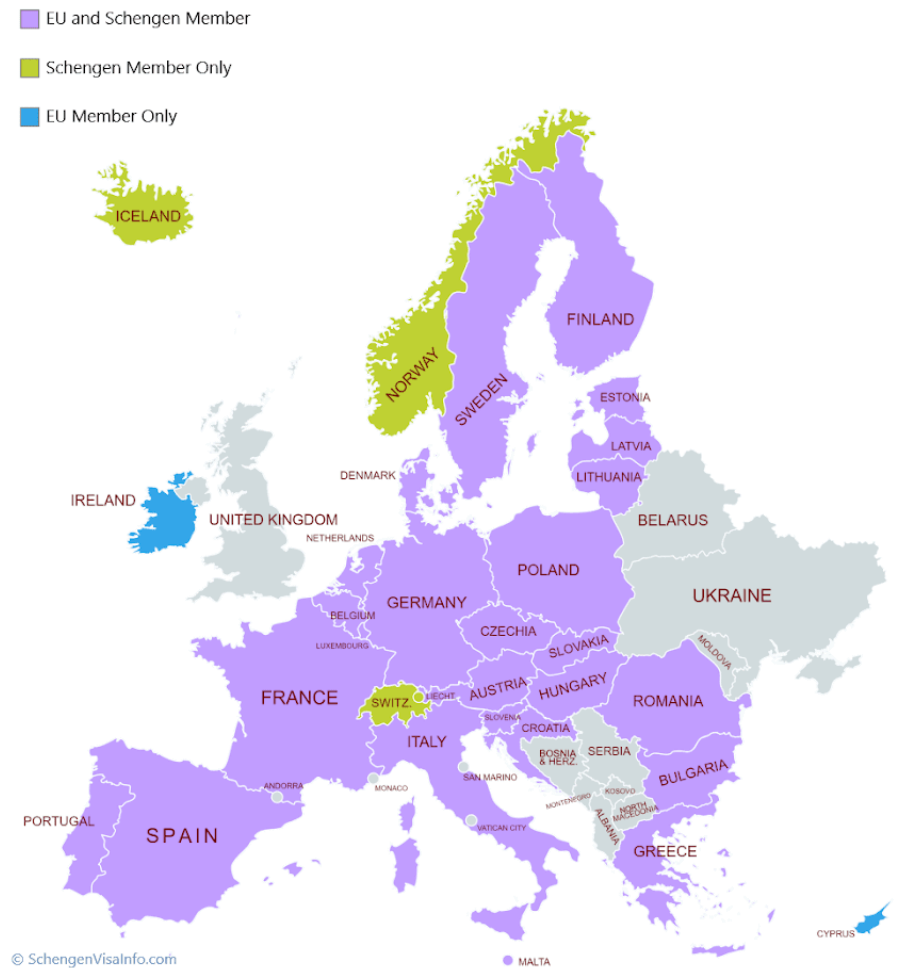 EU and Schengen Member
Schengen Member Only
EU Member Only
ICELAND
FINLAND
NORWAY
SWEDEN
ESTONIA
LATVIA
LITHUANIA
DENMARK
IRELAND
UNITED KINGDOM
BELARUS
NETHERLANDS
POLAND
UKRAINE
GERMANY
BELGIUM
CZECHIA
LUXEMBOURG
SLOVAKIA
MOLDOVA
FRANCE
SWITZ.
LIECHT
AUSTRIA
HUNGARY
ROMANIA
SLOVENIA
CROATIA
ITALY
BOSNIA
& HERZ.
SERBIA
SAN MARINO
BULGARIA
ANDORRA
MONACO
KOSOVO
MONTENEGRO
NORTH
MACEDONIA
ALBANIA
PORTUGAL
SPAIN
VATICAN CITY
GREECE
CYPRUS
MALTA
© SchengenVisaInfo.com